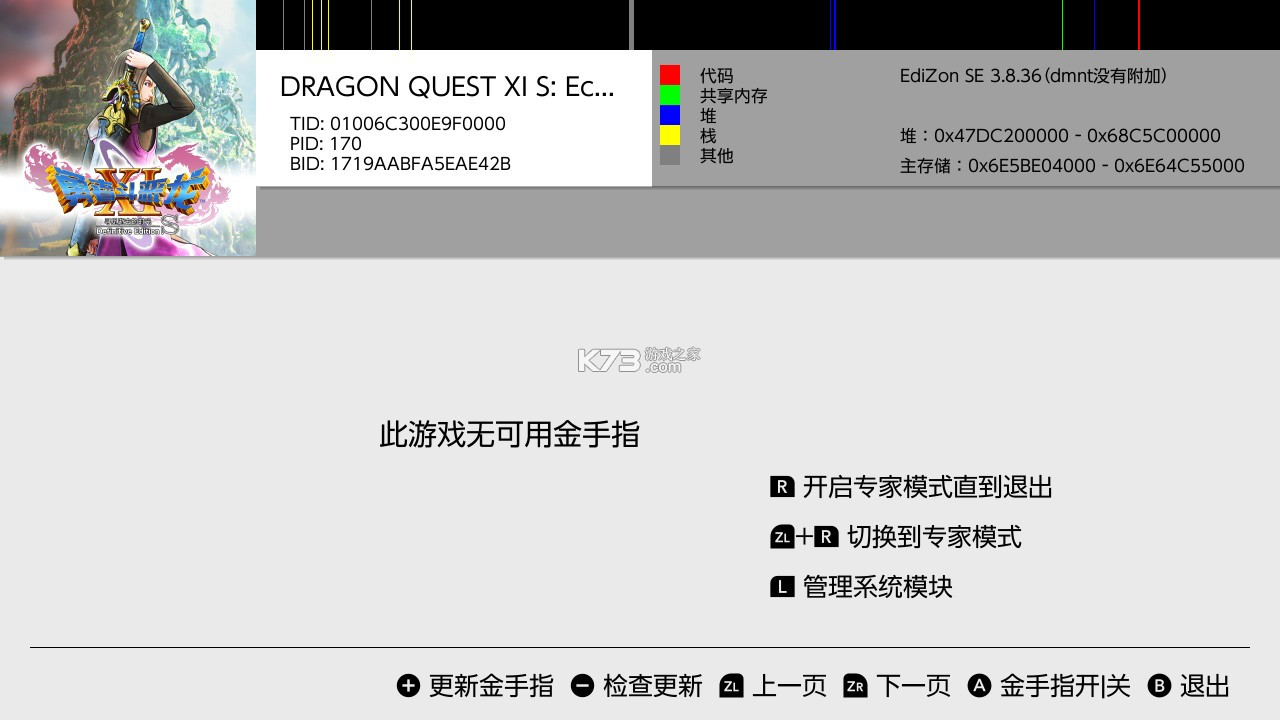 DRAGON QUEST XI S: Ec...
TID: 01006C300E9F0000
PID: 170
BID: 1719AABFA5EAE42B
代码
共享内存
堆
栈
其他
EdiZon SE 3.8.36(dmnt没有附加)
堆：0x47DC200000 - 0x68C5C00000
主存储：0x6E5BE04000 - 0x6E64C55000
勇者斗恶龙
XI
S
Definitive Edition
K73 游戏之家
.com
此游戏无可用金手指
R 开启专家模式直到退出
ZL+R 切换到专家模式
L 管理系统模块
+ 更新金手指 - 检查更新 ZL 上一页 ZR 下一页 A 金手指开|关 B 退出